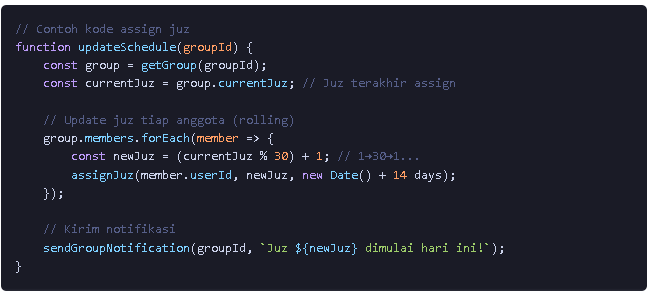 // Contoh kode assign juz
function updateSchedule(groupId) {
    const group = getGroup(groupId);
    const currentJuz = group.currentJuz; // Juz terakhir assign

    // Update juz tiap anggota (rolling)
    group.members.forEach(member => {
        const newJuz = (currentJuz % 30) + 1; // 1→30→1...
        assignJuz(member.userId, newJuz, new Date() + 14 days);
    });

    // Kirim notifikasi
    sendGroupNotification(groupId, `Juz ${newJuz} dimulai hari ini!`);
}